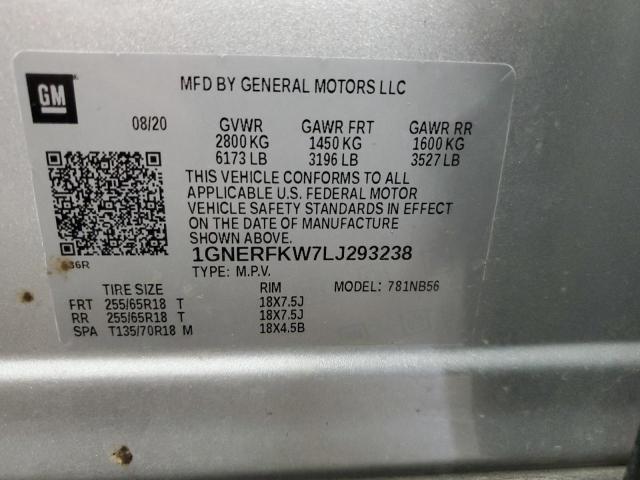 GM
MFD BY GENERAL MOTORS LLC
08/20 GVWR GAWR FRT GAWR RR
2800 KG 1450 KG 1600 KG
6173 LB 3196 LB 3527 LB
THIS VEHICLE CONFORMS TO ALL
APPLICABLE U.S. FEDERAL MOTOR
VEHICLE SAFETY STANDARDS IN EFFECT
ON THE DATE OF MANUFACTURE
SHOWN ABOVE.
1GNERFKW7LJ293238
TYPE: M.P.V.
TIRE SIZE RIM MODEL: 781NB56
FRT 255/65R18 T 18X7.5J
RR 255/65R18 T 18X7.5J
SPA T135/70R18 M 18X4.5B